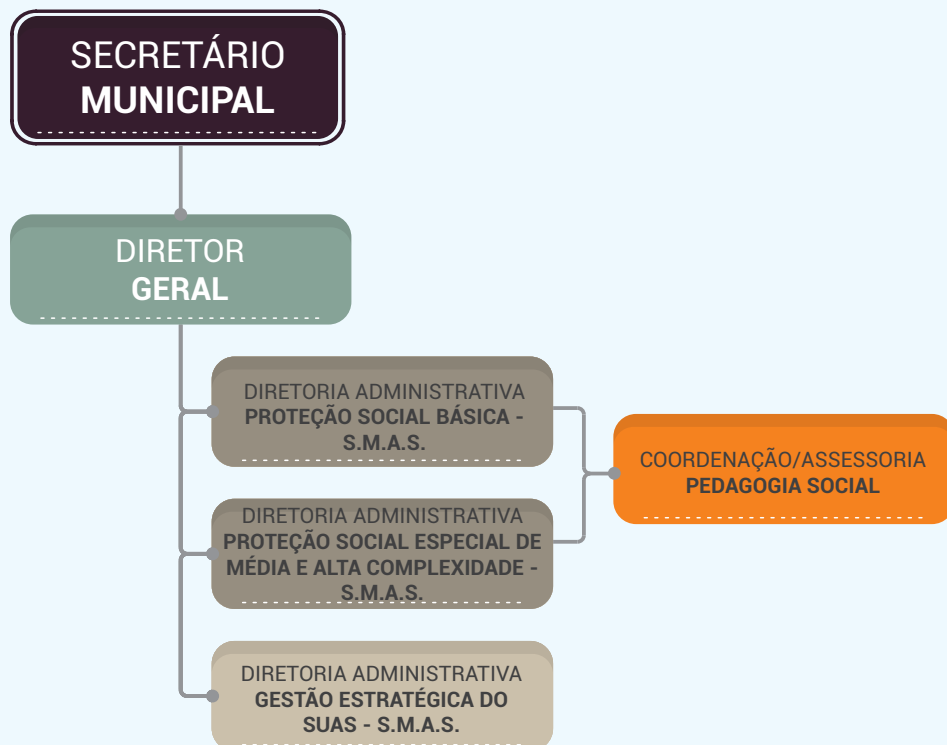 SECRETÁRIO
MUNICIPAL
DIRETOR
GERAL
DIRETORIA ADMINISTRATIVA
PROTEÇÃO SOCIAL BÁSICA -
S.M.A.S.
COORDENAÇÃO/ASSESSORIA
PEDAGOGIA SOCIAL
DIRETORIA ADMINISTRATIVA
PROTEÇÃO SOCIAL ESPECIAL DE
MÉDIA E ALTA COMPLEXIDADE -
S.M.A.S.
DIRETORIA ADMINISTRATIVA
GESTÃO ESTRATÉGICA DO
SUAS - S.M.A.S.